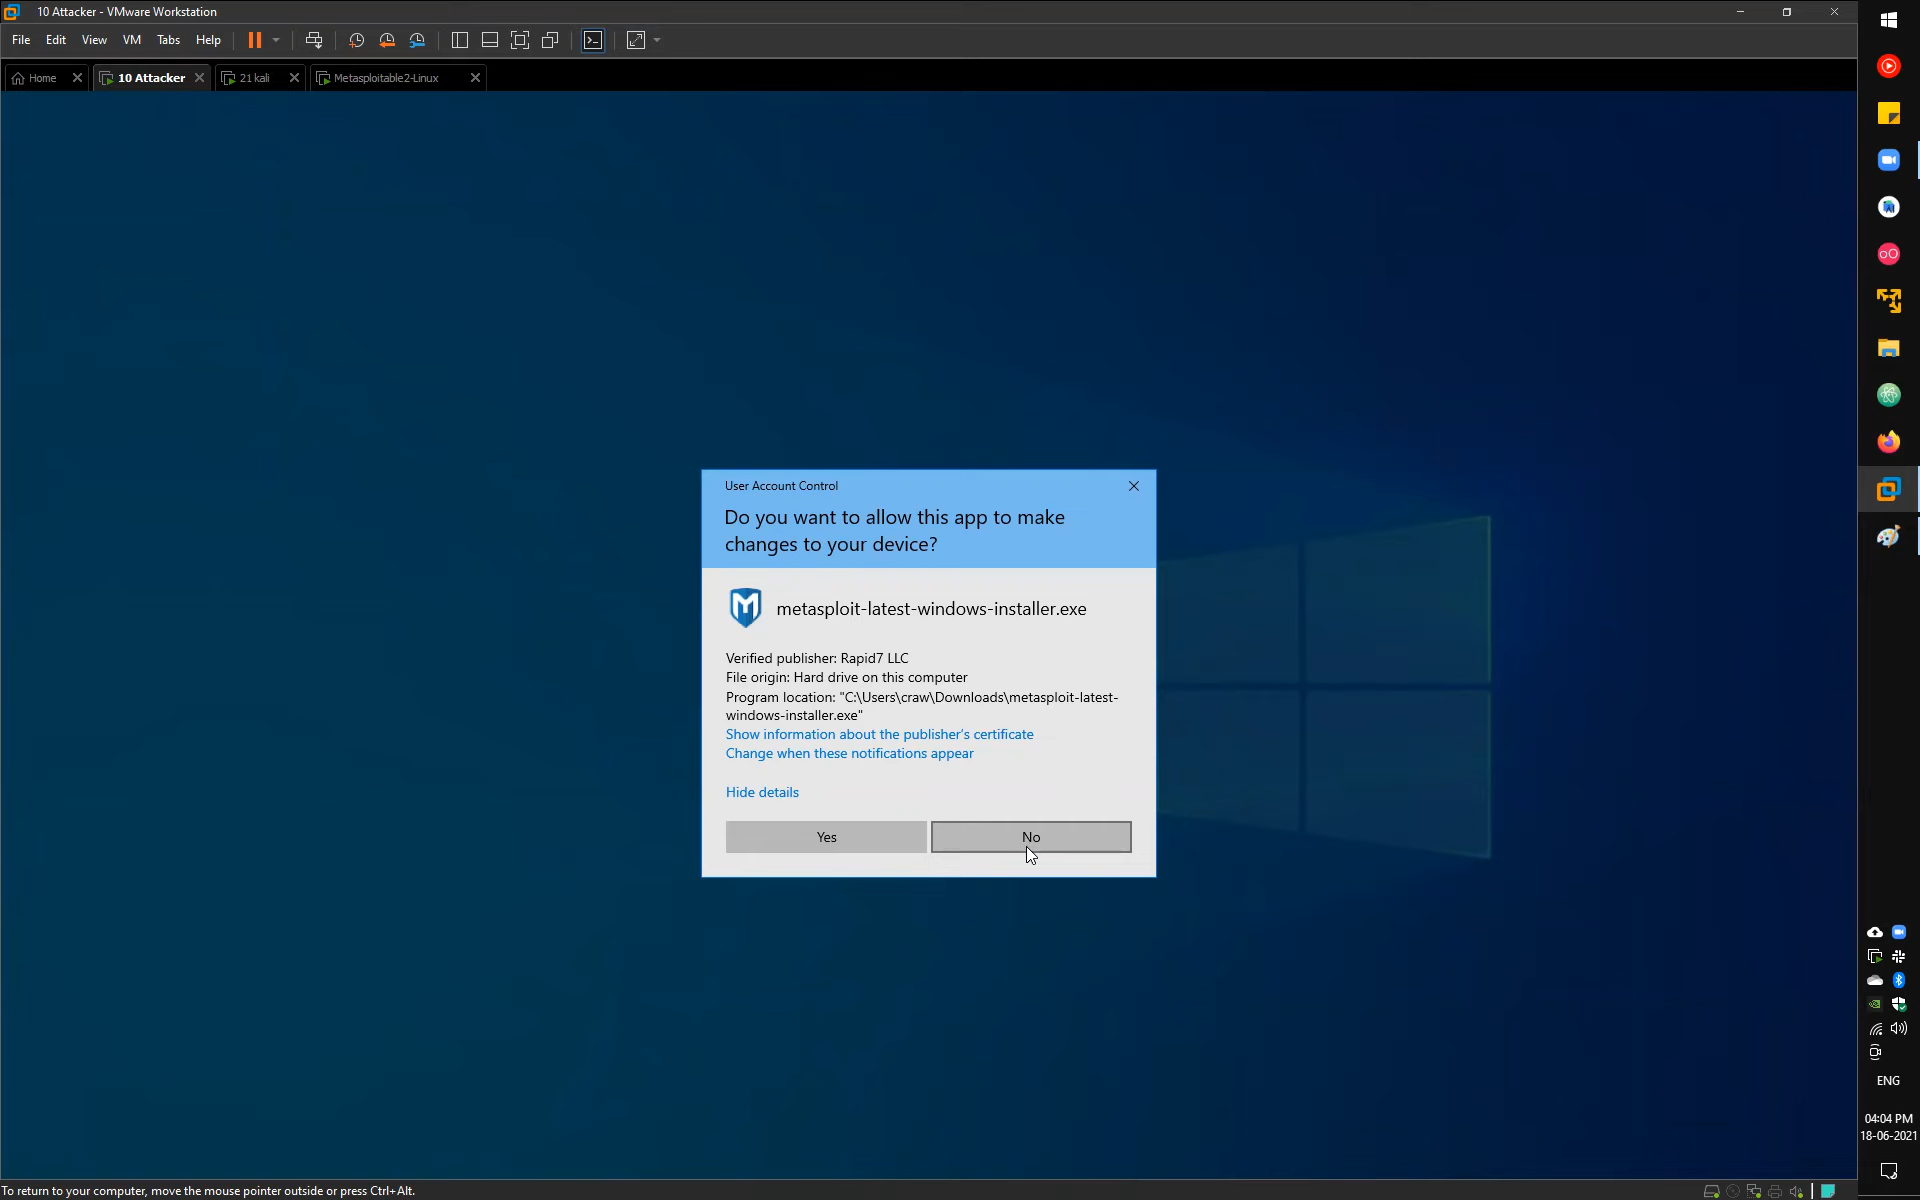 10 Attacker - VMware Workstation
File Edit View VM Tabs Help
Home 10 Attacker 21 kali Metasploitable2-Linux
User Account Control
Do you want to allow this app to make
changes to your device?
metasploit-latest-windows-installer.exe
Verified publisher: Rapid7 LLC
File origin: Hard drive on this computer
Program location: "C:\Users\craw\Downloads\metasploit-latest-
windows-installer.exe"
Show information about the publisher's certificate
Change when these notifications appear
Hide details
Yes No
ENG
04:04 PM
18-06-2021
To return to your computer, move the mouse pointer outside or press Ctrl+Alt.